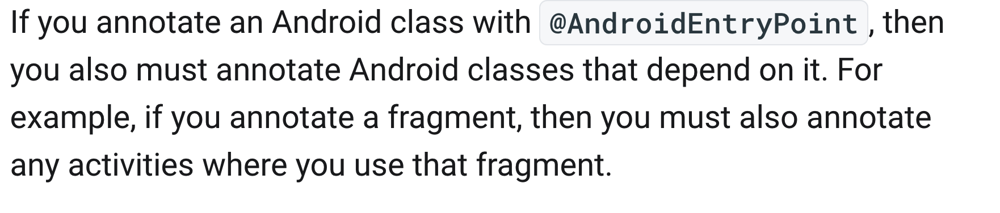 If you annotate an Android class with @AndroidEntryPoint, then
you also must annotate Android classes that depend on it. For
example, if you annotate a fragment, then you must also annotate
any activities where you use that fragment.